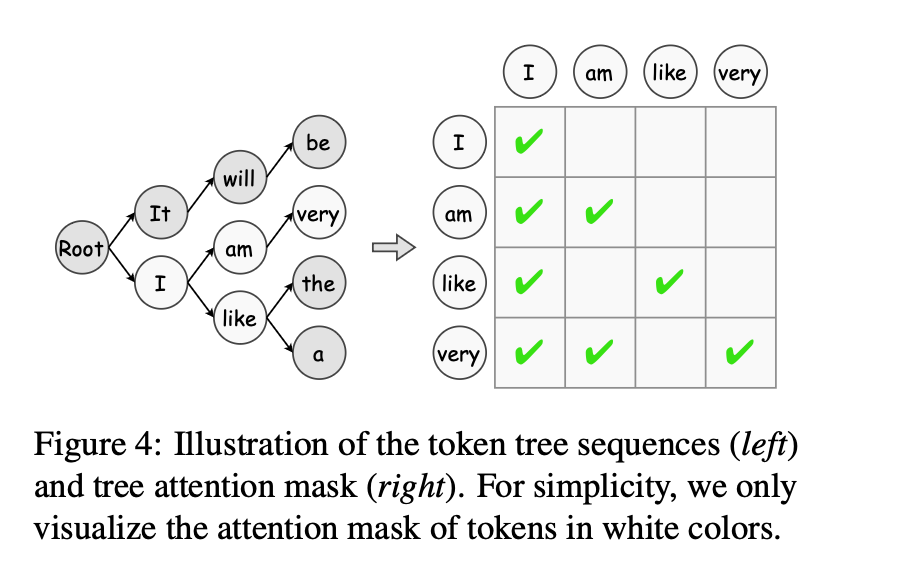 I am like very
be
I
will
It
very
am
am
Root
the
I
like
like
a
very
Figure 4: Illustration of the token tree sequences (left)
and tree attention mask (right). For simplicity, we only
visualize the attention mask of tokens in white colors.